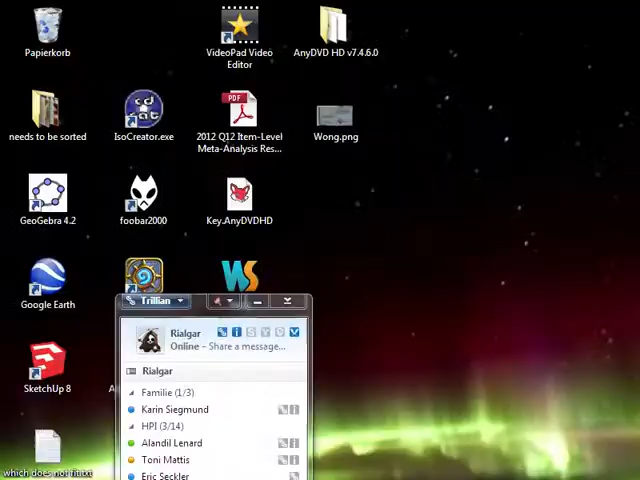 Papierkorb
VideoPad Video
Editor
AnyDVD HD v7.4.6.0
needs to be sorted
IsoCreator.exe
PDF
2012 Q12 Item-Level
Meta-Analysis Res...
Wong.png
GeoGebra 4.2
foobar2000
Key.AnyDVDHD
WS
Google Earth
Trillian
Rialgar
Online - Share a message...
Rialgar
Familie (1/3)
Karin Siegmund
SketchUp 8
HPI (3/14)
Alandil Lenard
Toni Mattis
which does not fit.txt
Eric Seckler